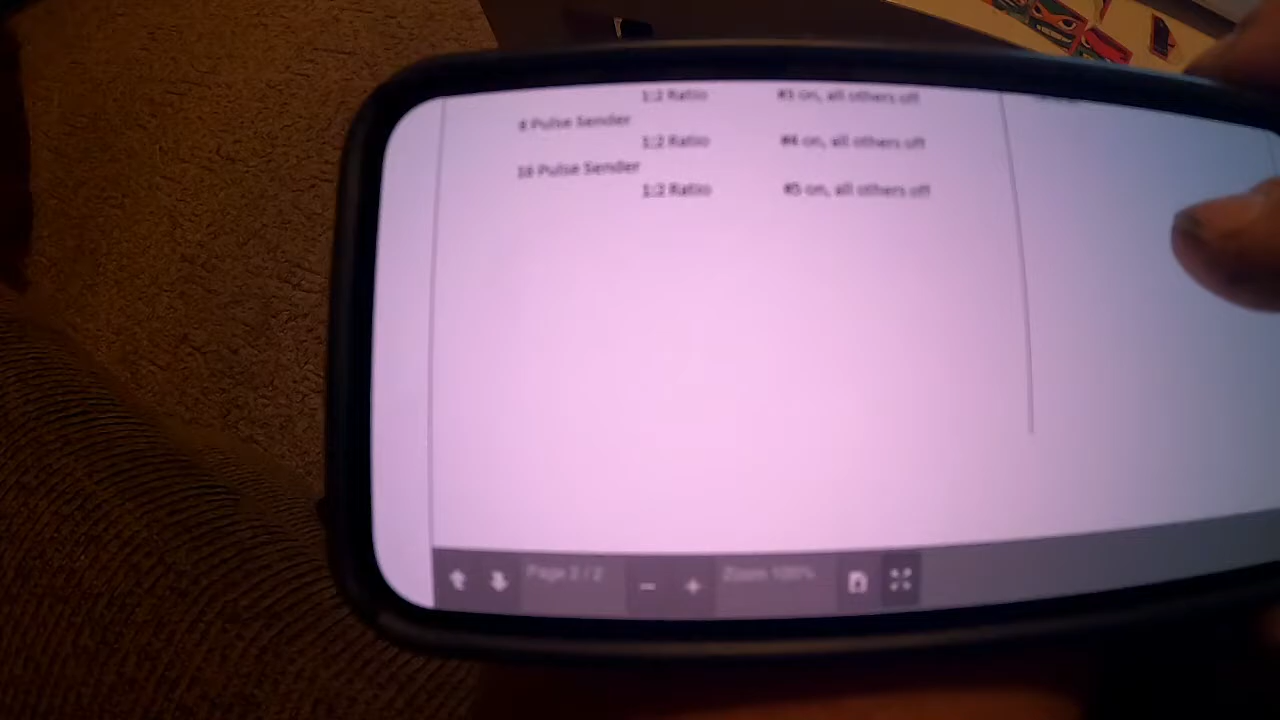 1:2 Ratio #3 on, all others off
4 Pulse Sender
1:2 Ratio #4 on, all others off
16 Pulse Sender
1:2 Ratio #5 on, all others off
Page 2 / 2 Zoom 100%